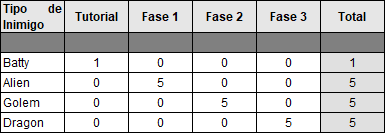 Tipo de Inimigo Tutorial Fase 1 Fase 2 Fase 3 Total
Batty 1 0 0 0 1
Alien 0 5 0 0 5
Golem 0 0 5 0 5
Dragon 0 0 0 5 5